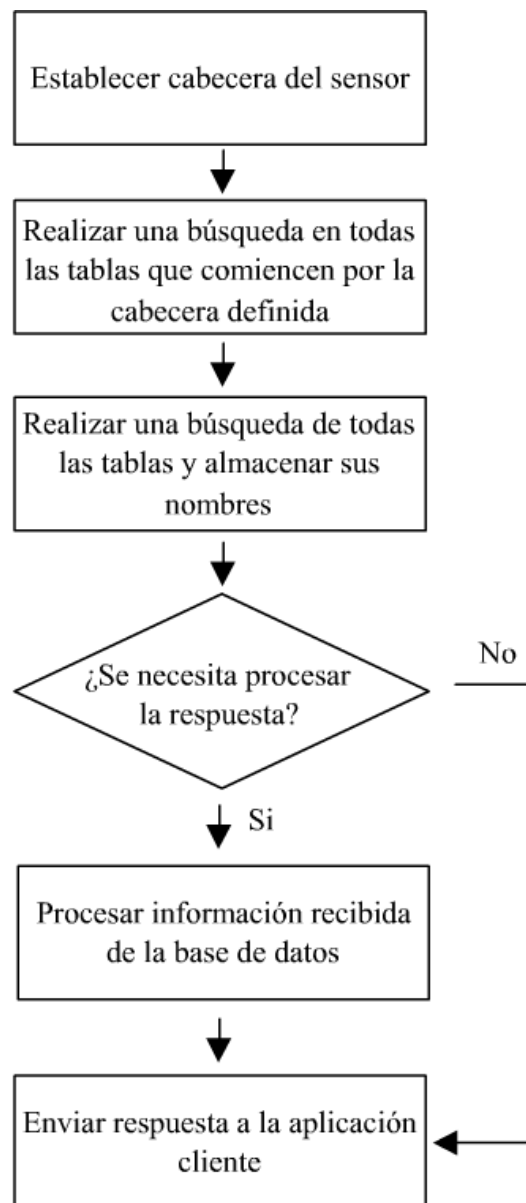 Establecer cabecera del sensor
Realizar una búsqueda en todas
las tablas que comiencen por la
cabecera definida
Realizar una búsqueda de todas
las tablas y almacenar sus
nombres
¿Se necesita procesar
la respuesta?
No
Si
Procesar información recibida
de la base de datos
Enviar respuesta a la aplicación
cliente